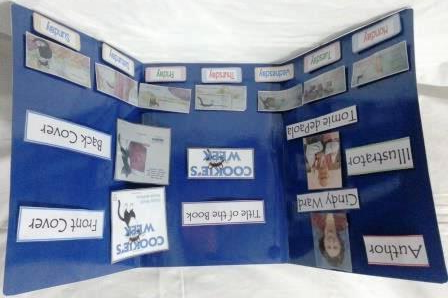 Author
Cindy Ward
Illustrator
Tomie dePaola
Title of the Book
COOKIE'S
WEEK
Front Cover
COOKIE'S
WEEK
Back Cover
Monday
Tuesday
Wednesday
Thursday
Friday
Saturday
Sunday